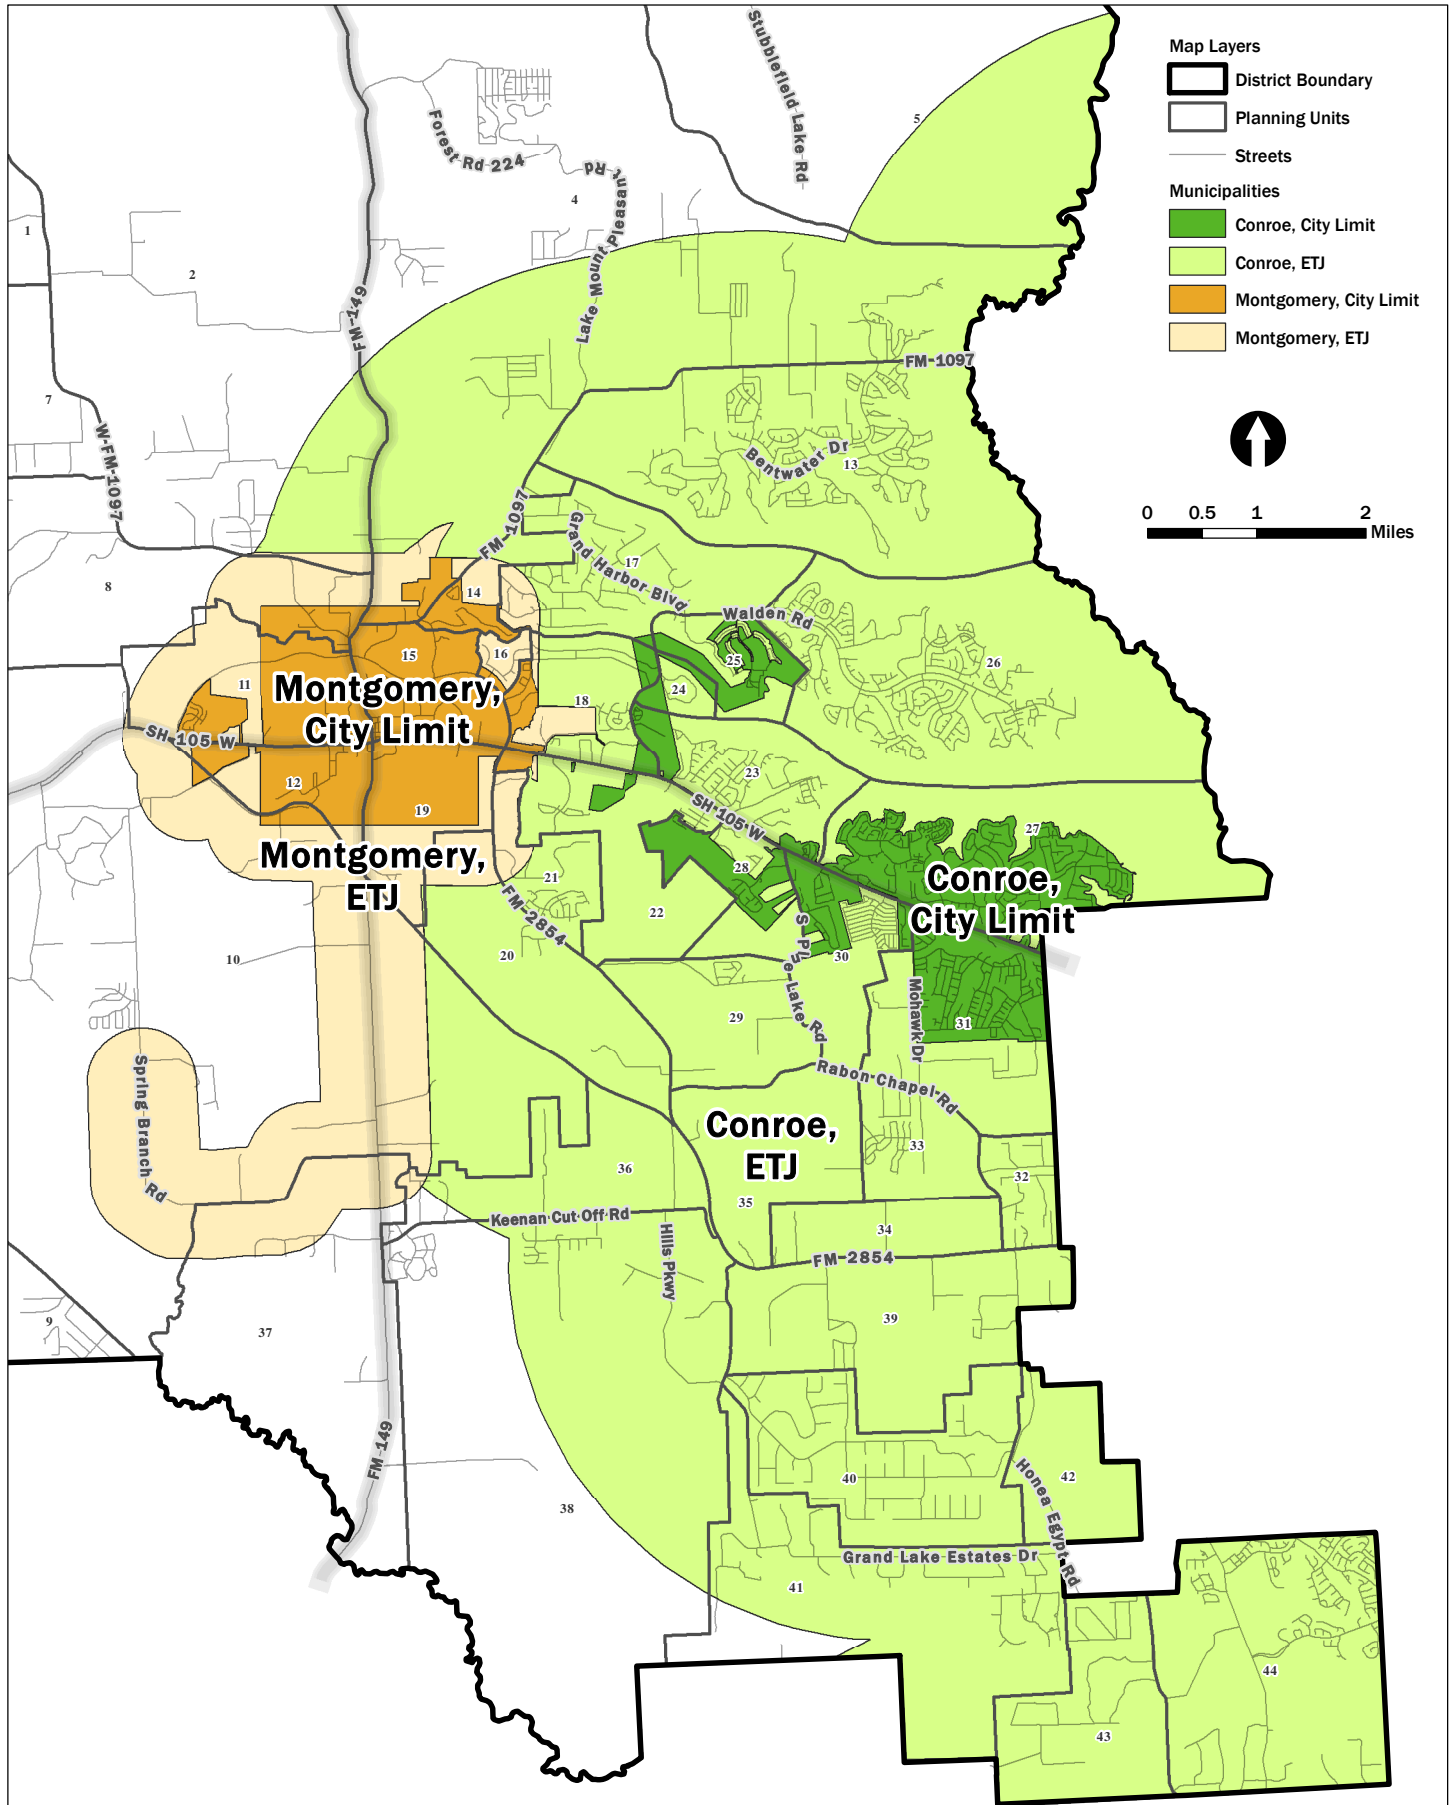 Map Layers
District Boundary
Planning Units
Streets
Municipalities
Conroe, City Limit
Conroe, ETJ
Montgomery, City Limit
Montgomery, ETJ
0 0.5 1 2
Miles
Stubblefield Lake Rd
5
Forest Rd 224
Lake Mount Pleasant Rd
4
1
2
FM-149
FM-1097
7
W-FM-1097
Bentwater Dr
13
FM-1097
Grand Harbor Blvd
17
8
14
Walden Rd
15
16
25
26
11
24
18
Montgomery,
City Limit
SH 105 W
23
12
19
SH-105-W
27
Montgomery,
ETJ
28
Conroe,
City Limit
21
FM-2854
22
20
S Pine Lake Rd
30
10
Mohawk Dr
29
31
Spring Branch Rd
Rabon Chapel Rd
Conroe,
ETJ
33
36
32
35
Keenan Cut Off Rd
34
Hills Pkwy
FM-2854
9
37
39
FM-149
40
Honea Egypt Rd
42
38
Grand Lake Estates Dr
41
44
43